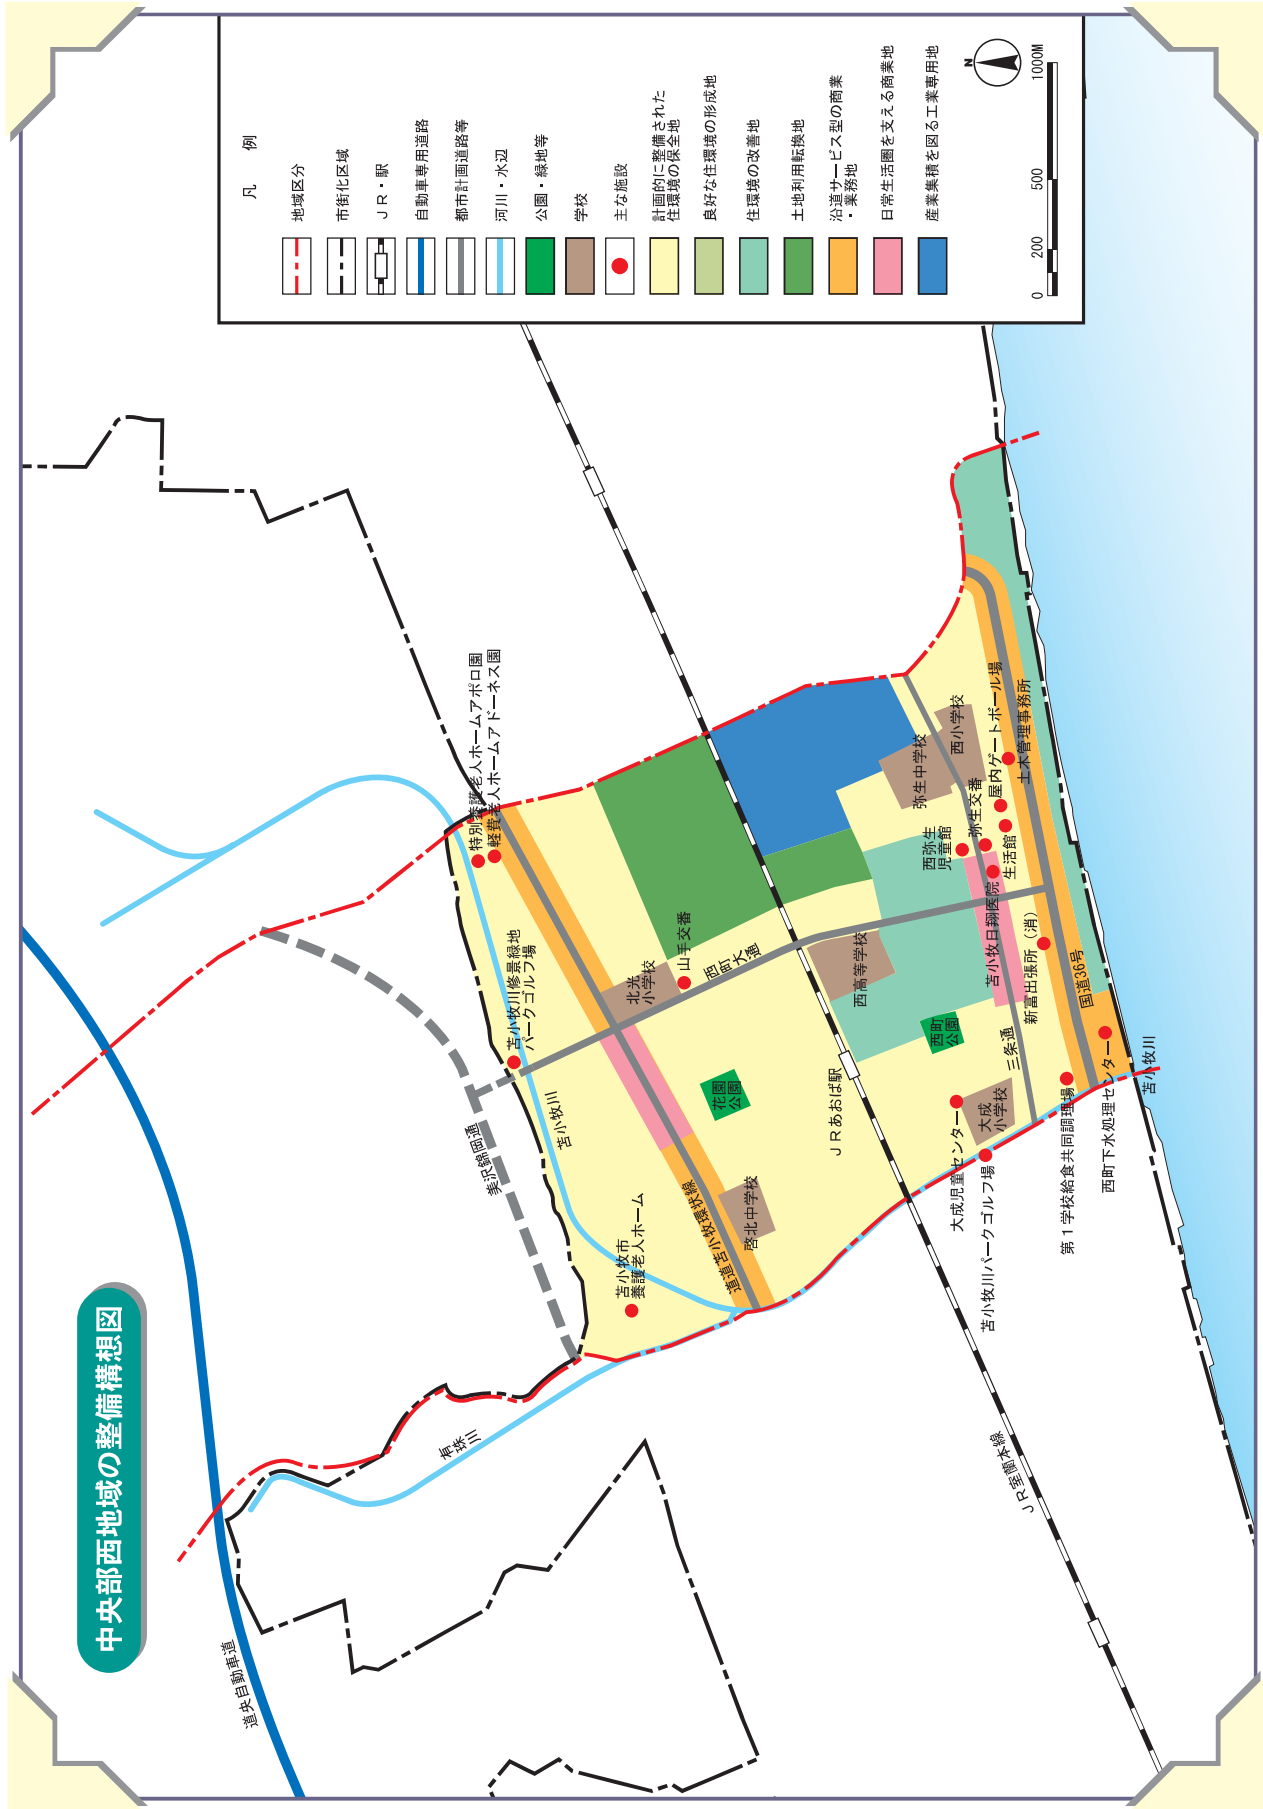 中央部西地域の整備構想図
凡　例
地域区分
市街化区域
ＪＲ・駅
自動車専用道路
都市計画道路等
河川・水辺
公園・緑地等
学校
主な施設
計画的に整備された
住環境の保全地
良好な住環境の形成地
住環境の改善地
土地利用転換地
沿道サービス型の商業
・業務地
日常生活圏を支える商業地
産業集積を図る工業専用地
N
0 200 500 1000M
道央自動車道
有珠川
美沢錦岡通
苫小牧川
苫小牧市
養護老人ホーム
苫小牧川修景緑地
パークゴルフ場
特別養護老人ホームアポロ園
軽費老人ホームアドーネス園
道道苫小牧環状線
啓北中学校
花園
公園
北光
小学校
山手交番
西町大通
ＪＲあおば駅
ＪＲ室蘭本線
西高等学校
西町
公園
大成児童センター
大成
小学校
苫小牧川パークゴルフ場
三条通
第１学校給食共同調理場
西町下水処理センター
苫小牧川
国道36号
新富出張所（消）
苫小牧日翔医院
生活館
西弥生
児童館
弥生交番
弥生中学校
西小学校
屋内ゲートボール場
土木管理事務所